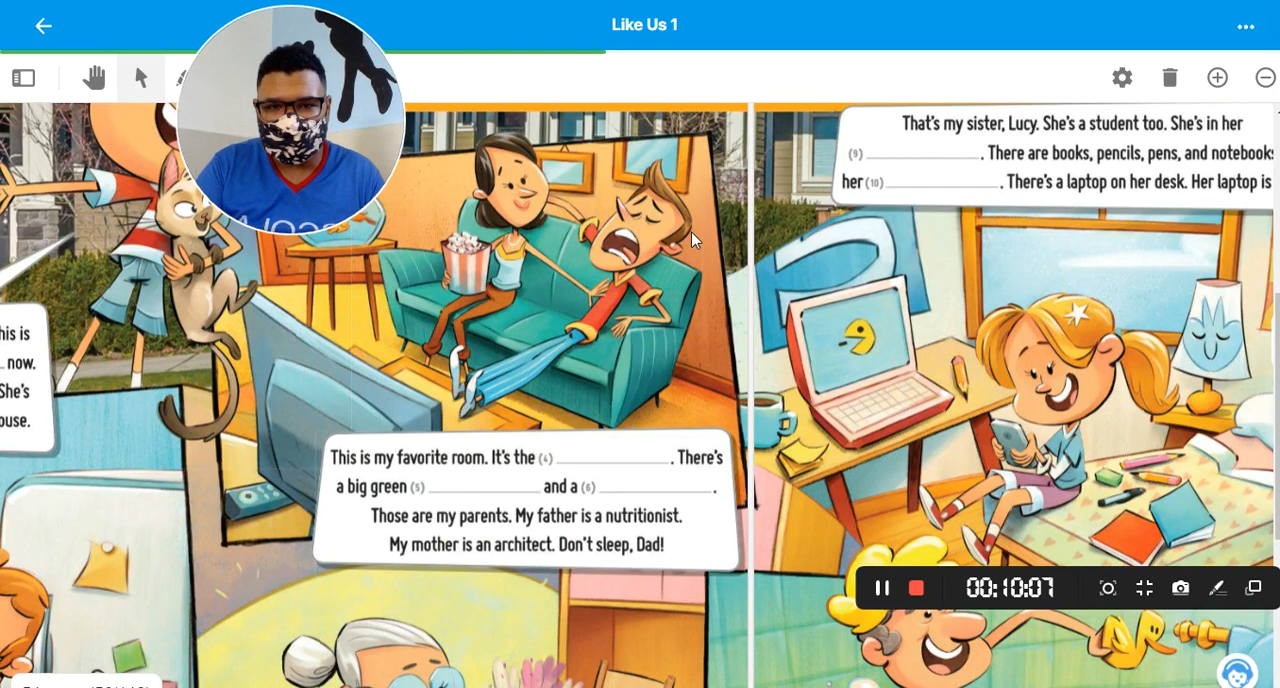 Like Us 1
That's my sister, Lucy. She's a student too. She's in her
(9) ____________. There are books, pencils, pens, and notebooks
her (10) ____________. There's a laptop on her desk. Her laptop is
his is
now.
She's
ouse.
This is my favorite room. It's the (4) ____________. There's
a big green (5) ____________ and a (6) ____________.
Those are my parents. My father is a nutritionist.
My mother is an architect. Don't sleep, Dad!
00:10:07